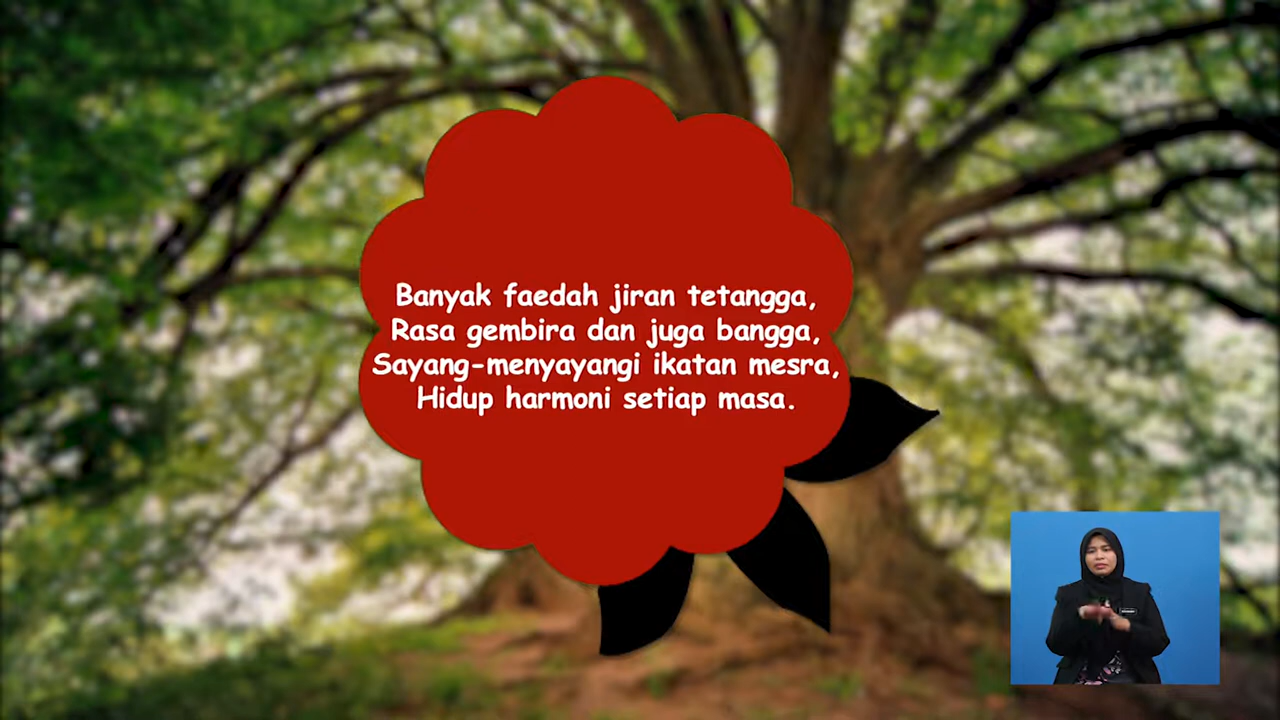 Banyak faedah jiran tetangga,
Rasa gembira dan juga bangga,
Sayang-menyayangi ikatan mesra,
Hidup harmoni setiap masa.